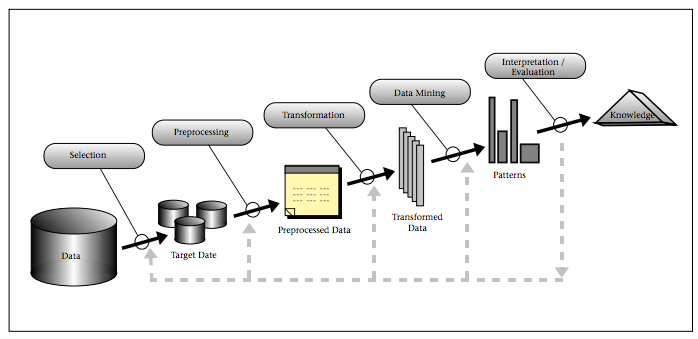 Interpretation /
Evaluation
Data Mining
Transformation
Preprocessing
Selection
Knowledge
Patterns
Transformed
Data
Preprocessed Data
Target Date
Data